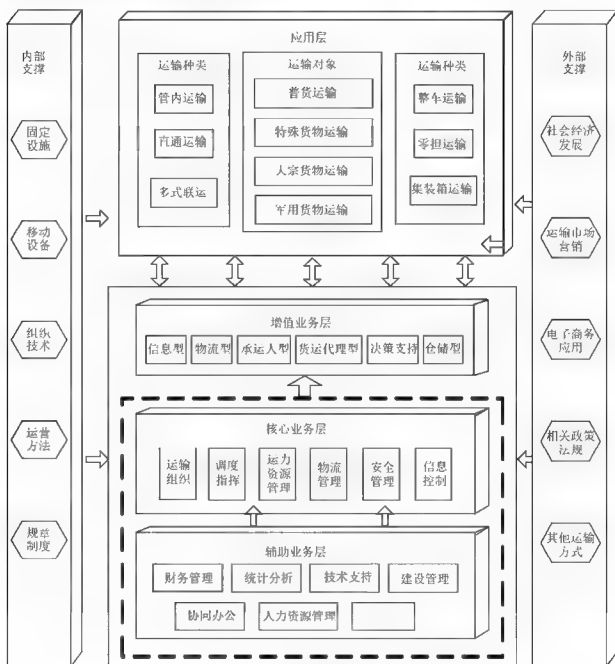 内部
支撑
固定
设施
移动
设备
组织
技术
运营
方法
规章
制度
应用层
运输种类
管内运输
直通运输
多式联运
运输对象
普货运输
特殊货物运输
大宗货物运输
军用货物运输
运输种类
整车运输
零担运输
集装箱运输
增值业务层
信息型
物流型
承运人型
货运代理型
决策支持
仓储型
核心业务层
运输
组织
调度
指挥
运力
资源
管理
物流
管理
安全
管理
信息
控制
辅助业务层
财务管理
统计分析
技术支持
建设管理
协同办公
人力资源管理
外部
支撑
社会经济
发展
运输市场
营销
电子商务
应用
相关政策
法规
其他运输
方式